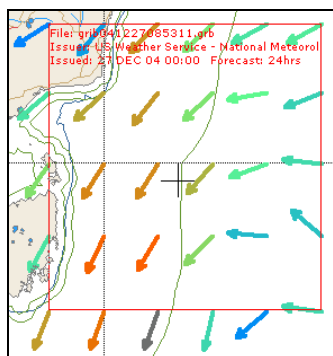 File: grib041227085311.grb
Issuer: US Weather Service - National Meteorol
Issued: 27 DEC 04 00:00 Forecast: 24hrs